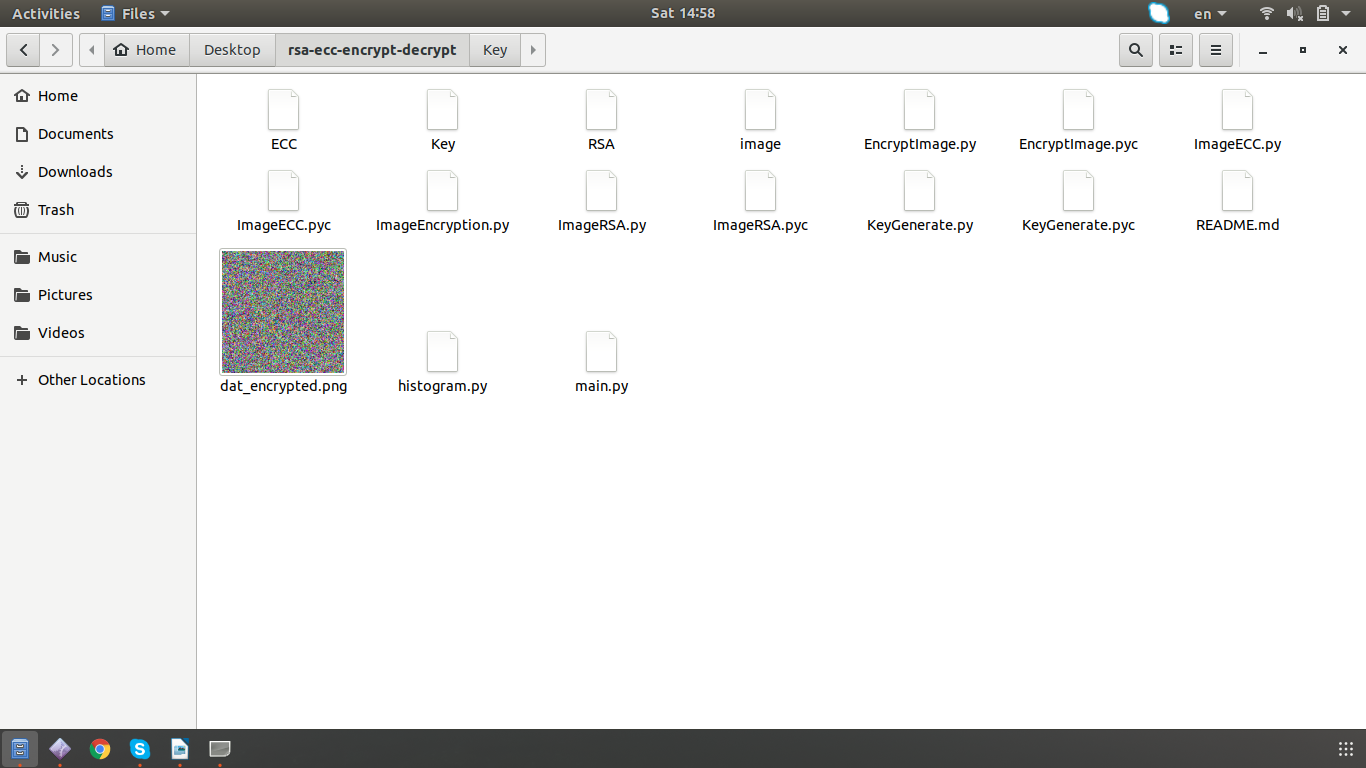 Activities Files Sat 14:58 en
Home Desktop rsa-ecc-encrypt-decrypt Key
Home
Documents
Downloads
Trash
Music
Pictures
Videos
Other Locations
ECC Key RSA image EncryptImage.py EncryptImage.pyc ImageECC.py
ImageECC.pyc ImageEncryption.py ImageRSA.py ImageRSA.pyc KeyGenerate.py KeyGenerate.pyc README.md
dat_encrypted.png histogram.py main.py